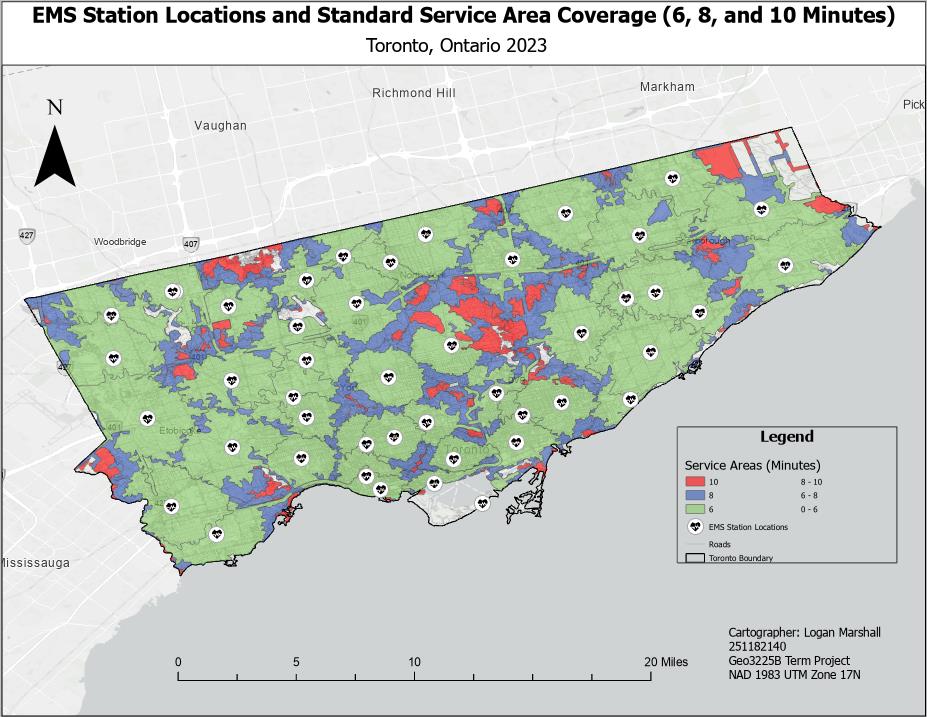 EMS Station Locations and Standard Service Area Coverage (6, 8, and 10 Minutes)
Toronto, Ontario 2023
N
Richmond Hill
Markham
Pick
Vaughan
427
Woodbridge
407
401
401
401
Etobicoke
Toronto
Mississauga
Legend
Service Areas (Minutes)
10 8 - 10
8 6 - 8
6 0 - 6
EMS Station Locations
Roads
Toronto Boundary
Cartographer: Logan Marshall
251182140
Geo3225B Term Project
NAD 1983 UTM Zone 17N
0 5 10 20 Miles